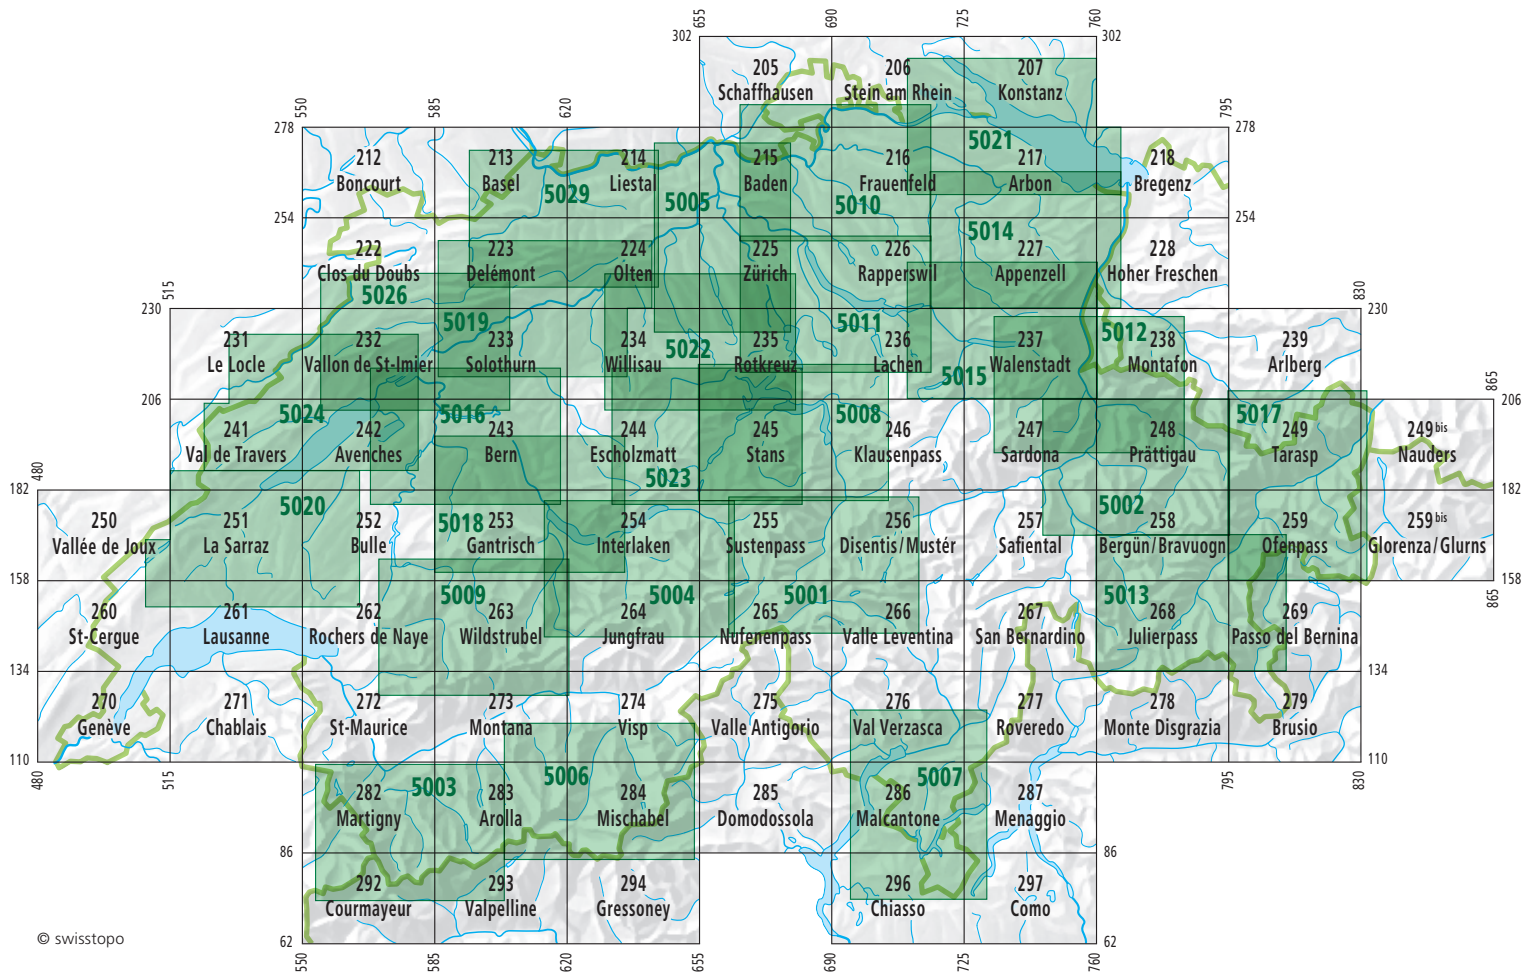 655
690
725
760
302
302
205
206
207
Schaffhausen
Stein am Rhein
Konstanz
550
585
620
795
278
278
5021
212
213
214
215
216
217
218
Boncourt
Basel
Liestal
Baden
Frauenfeld
Arbon
Bregenz
5029
5005
5010
254
254
5014
222
223
224
225
226
227
228
Clos du Doubs
Delémont
Olten
Zürich
Rapperswil
Appenzell
Hoher Freschen
515
5026
830
230
230
5019
5011
5012
231
232
233
234
235
236
237
238
239
5022
Le Locle
Vallon de St-Imier
Solothurn
Willisau
Rotkreuz
Lachen
Walenstadt
Montafon
Arlberg
5015
865
206
206
5024
5016
5008
5017
241
242
243
244
245
246
247
248
249
249 bis
Val de Travers
Avenches
Bern
Escholzmatt
Stans
Klausenpass
Sardona
Prättigau
Tarasp
Nauders
480
5023
182
182
5020
5002
250
251
252
5018
253
254
255
256
257
258
259
259 bis
Vallée de Joux
La Sarraz
Bulle
Gantrisch
Interlaken
Sustenpass
Disentis/Mustér
Safiental
Bergün/Bravuogn
Ofenpass
Glorenza/Glurns
158
158
5009
5004
5001
5013
865
260
261
262
263
264
265
266
267
268
269
St-Cergue
Lausanne
Rochers de Naye
Wildstrubel
Jungfrau
Nufenenpass
Valle Leventina
San Bernardino
Julierpass
Passo del Bernina
134
134
270
271
272
273
274
275
276
277
278
279
Genève
Chablais
St-Maurice
Montana
Visp
Valle Antigorio
Val Verzasca
Roveredo
Monte Disgrazia
Brusio
110
110
480
515
795
830
5003
5006
5007
282
283
284
285
286
287
Martigny
Arolla
Mischabel
Domodossola
Malcantone
Menaggio
86
86
292
293
294
296
297
Courmayeur
Valpelline
Gressoney
Chiasso
Como
© swisstopo
62
62
550
585
620
655
690
725
760